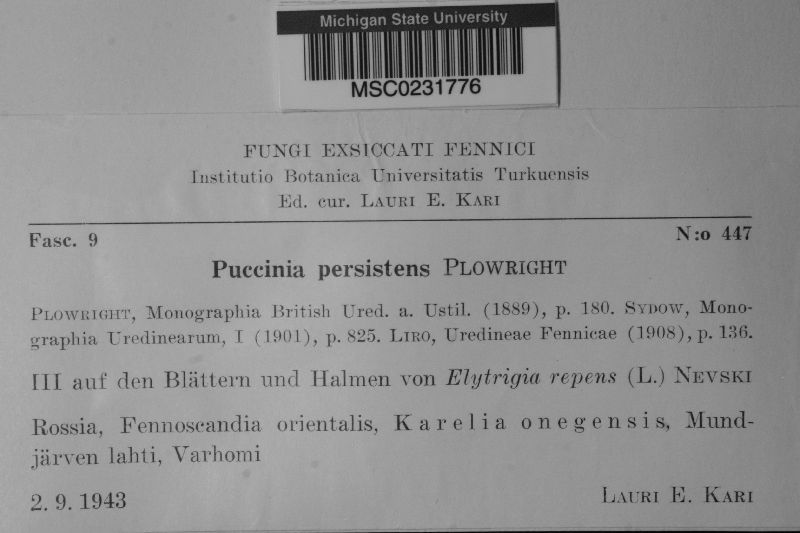 Michigan State University
MSC0231776
FUNGI EXSICCATI FENNICI
Institutio Botanica Universitatis Turkuensis
Ed. cur. LAURI E. KARI
Fasc. 9 N:o 447
Puccinia persistens PLOWRIGHT
PLOWRIGHT, Monographia British Ured. a. Ustil. (1889), p. 180. SYDOW, Mono-
graphia Uredinearum, I (1901), p. 825. LIRO, Uredineae Fennicae (1908), p. 136.
III auf den Blättern und Halmen von Elytrigia repens (L.) NEVSKI
Rossia, Fennoscandia orientalis, Karelia onegensis, Mund-
järven lahti, Varhomi
2. 9. 1943 LAURI E. KARI